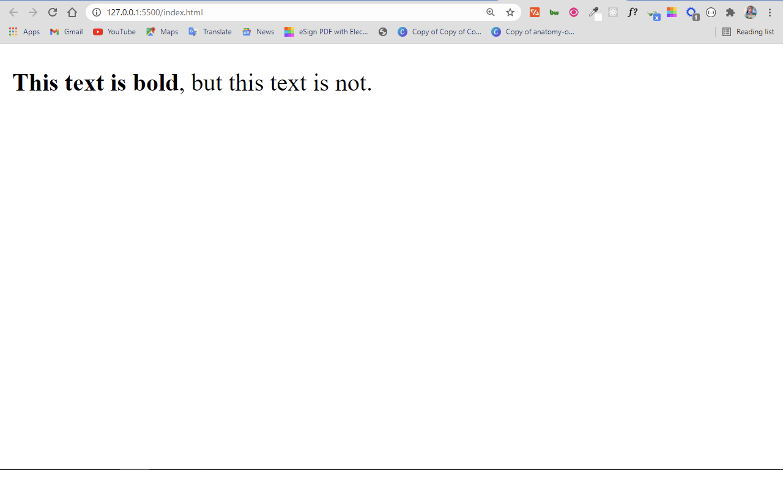 127.0.0.1:5500/index.html
f?
x
1
Apps Gmail YouTube Maps Translate News eSign PDF with Elec... Copy of Copy of Co... Copy of anatomy-o... Reading list
This text is bold, but this text is not.